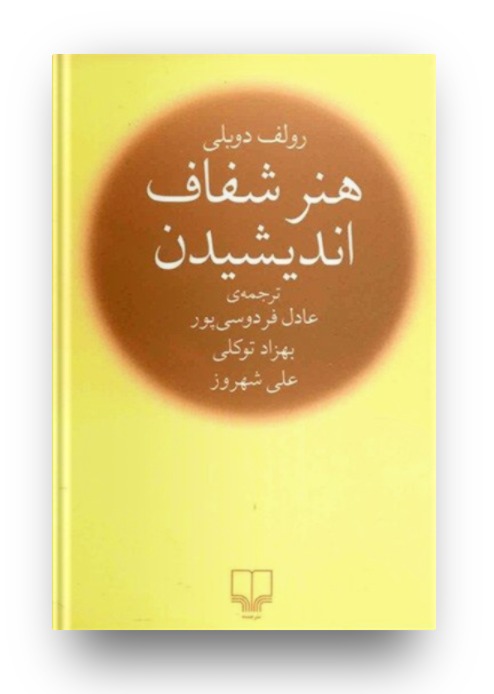 رولف دوبلی
هنر شفاف
اندیشیدن
ترجمه‌ی
عادل فردوسی‌پور
بهزاد توکلی
علی شهروز